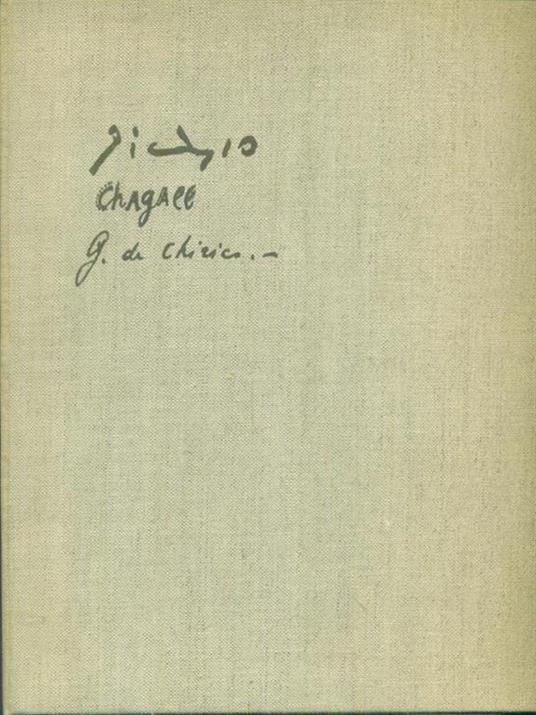 Picasso
Chagall
G. de Chirico.-